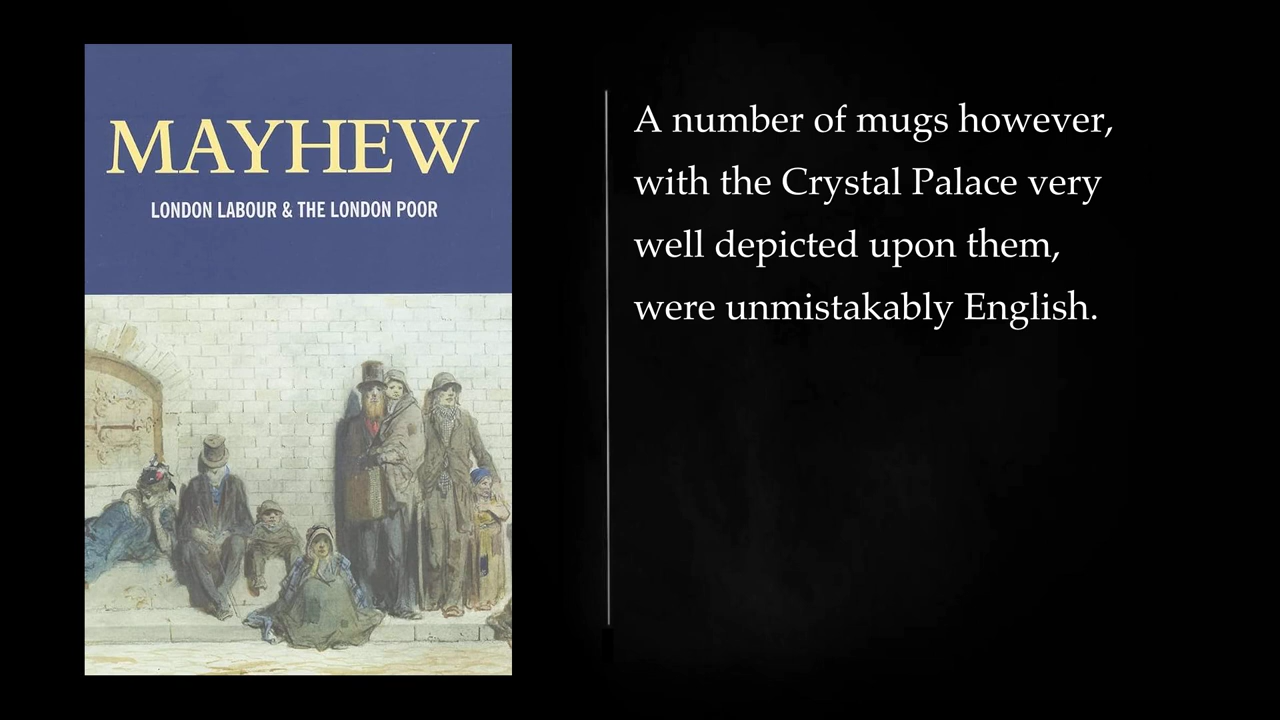 MAYHEW
LONDON LABOUR & THE LONDON POOR
A number of mugs however,
with the Crystal Palace very
well depicted upon them,
were unmistakably English.